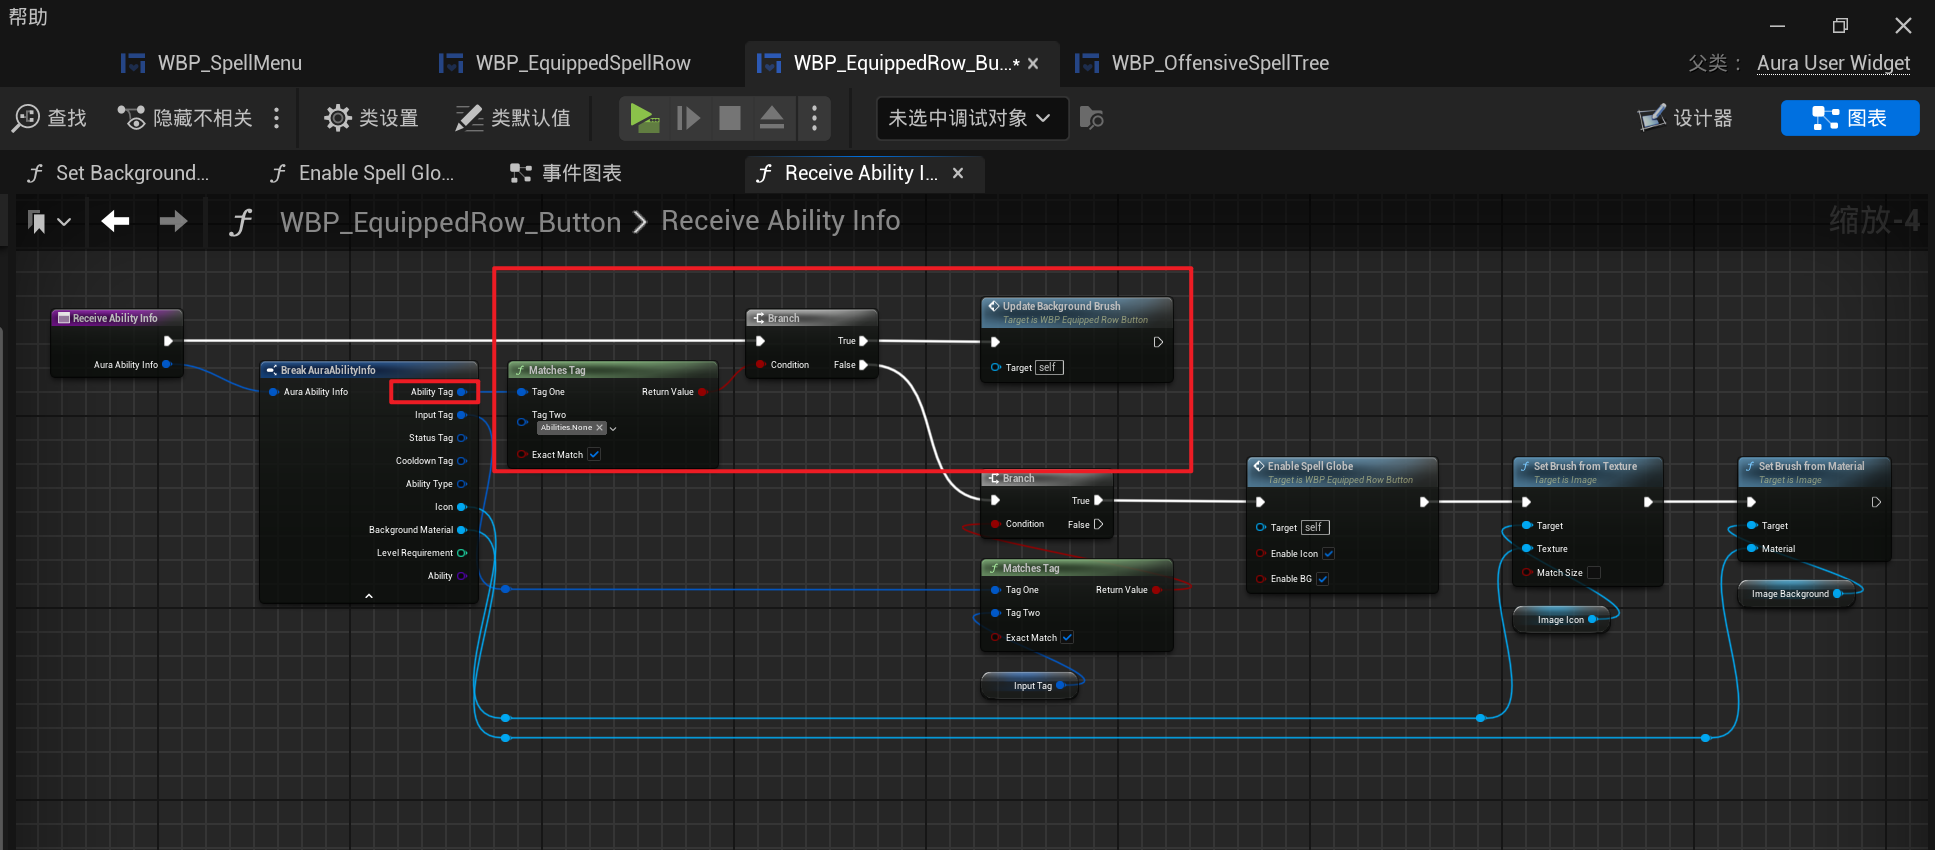 帮助
WBP_SpellMenu
WBP_EquippedSpellRow
WBP_EquippedRow_Bu...*
WBP_OffensiveSpellTree
父类：
Aura User Widget
查找
隐藏不相关
类设置
类默认值
未选中调试对象
设计器
图表
Set Background...
Enable Spell Glo...
事件图表
Receive Ability I...
WBP_EquippedRow_Button
Receive Ability Info
缩放-4
Receive Ability Info
Aura Ability Info
Break AuraAbilityInfo
Aura Ability Info
Ability Tag
Input Tag
Status Tag
Cooldown Tag
Ability Type
Icon
Background Material
Level Requirement
Ability
Matches Tag
Tag One
Return Value
Tag Two
Abilities.None
Exact Match
Branch
True
Condition
False
Update Background Brush
Target is WBP Equipped Row Button
Target
self
Branch
True
Condition
False
Matches Tag
Tag One
Return Value
Tag Two
Exact Match
Input Tag
Enable Spell Globe
Target is WBP Equipped Row Button
Target
self
Enable Icon
Enable BG
Set Brush from Texture
Target is Image
Target
Texture
Match Size
Image Icon
Set Brush from Material
Target is Image
Target
Material
Image Background